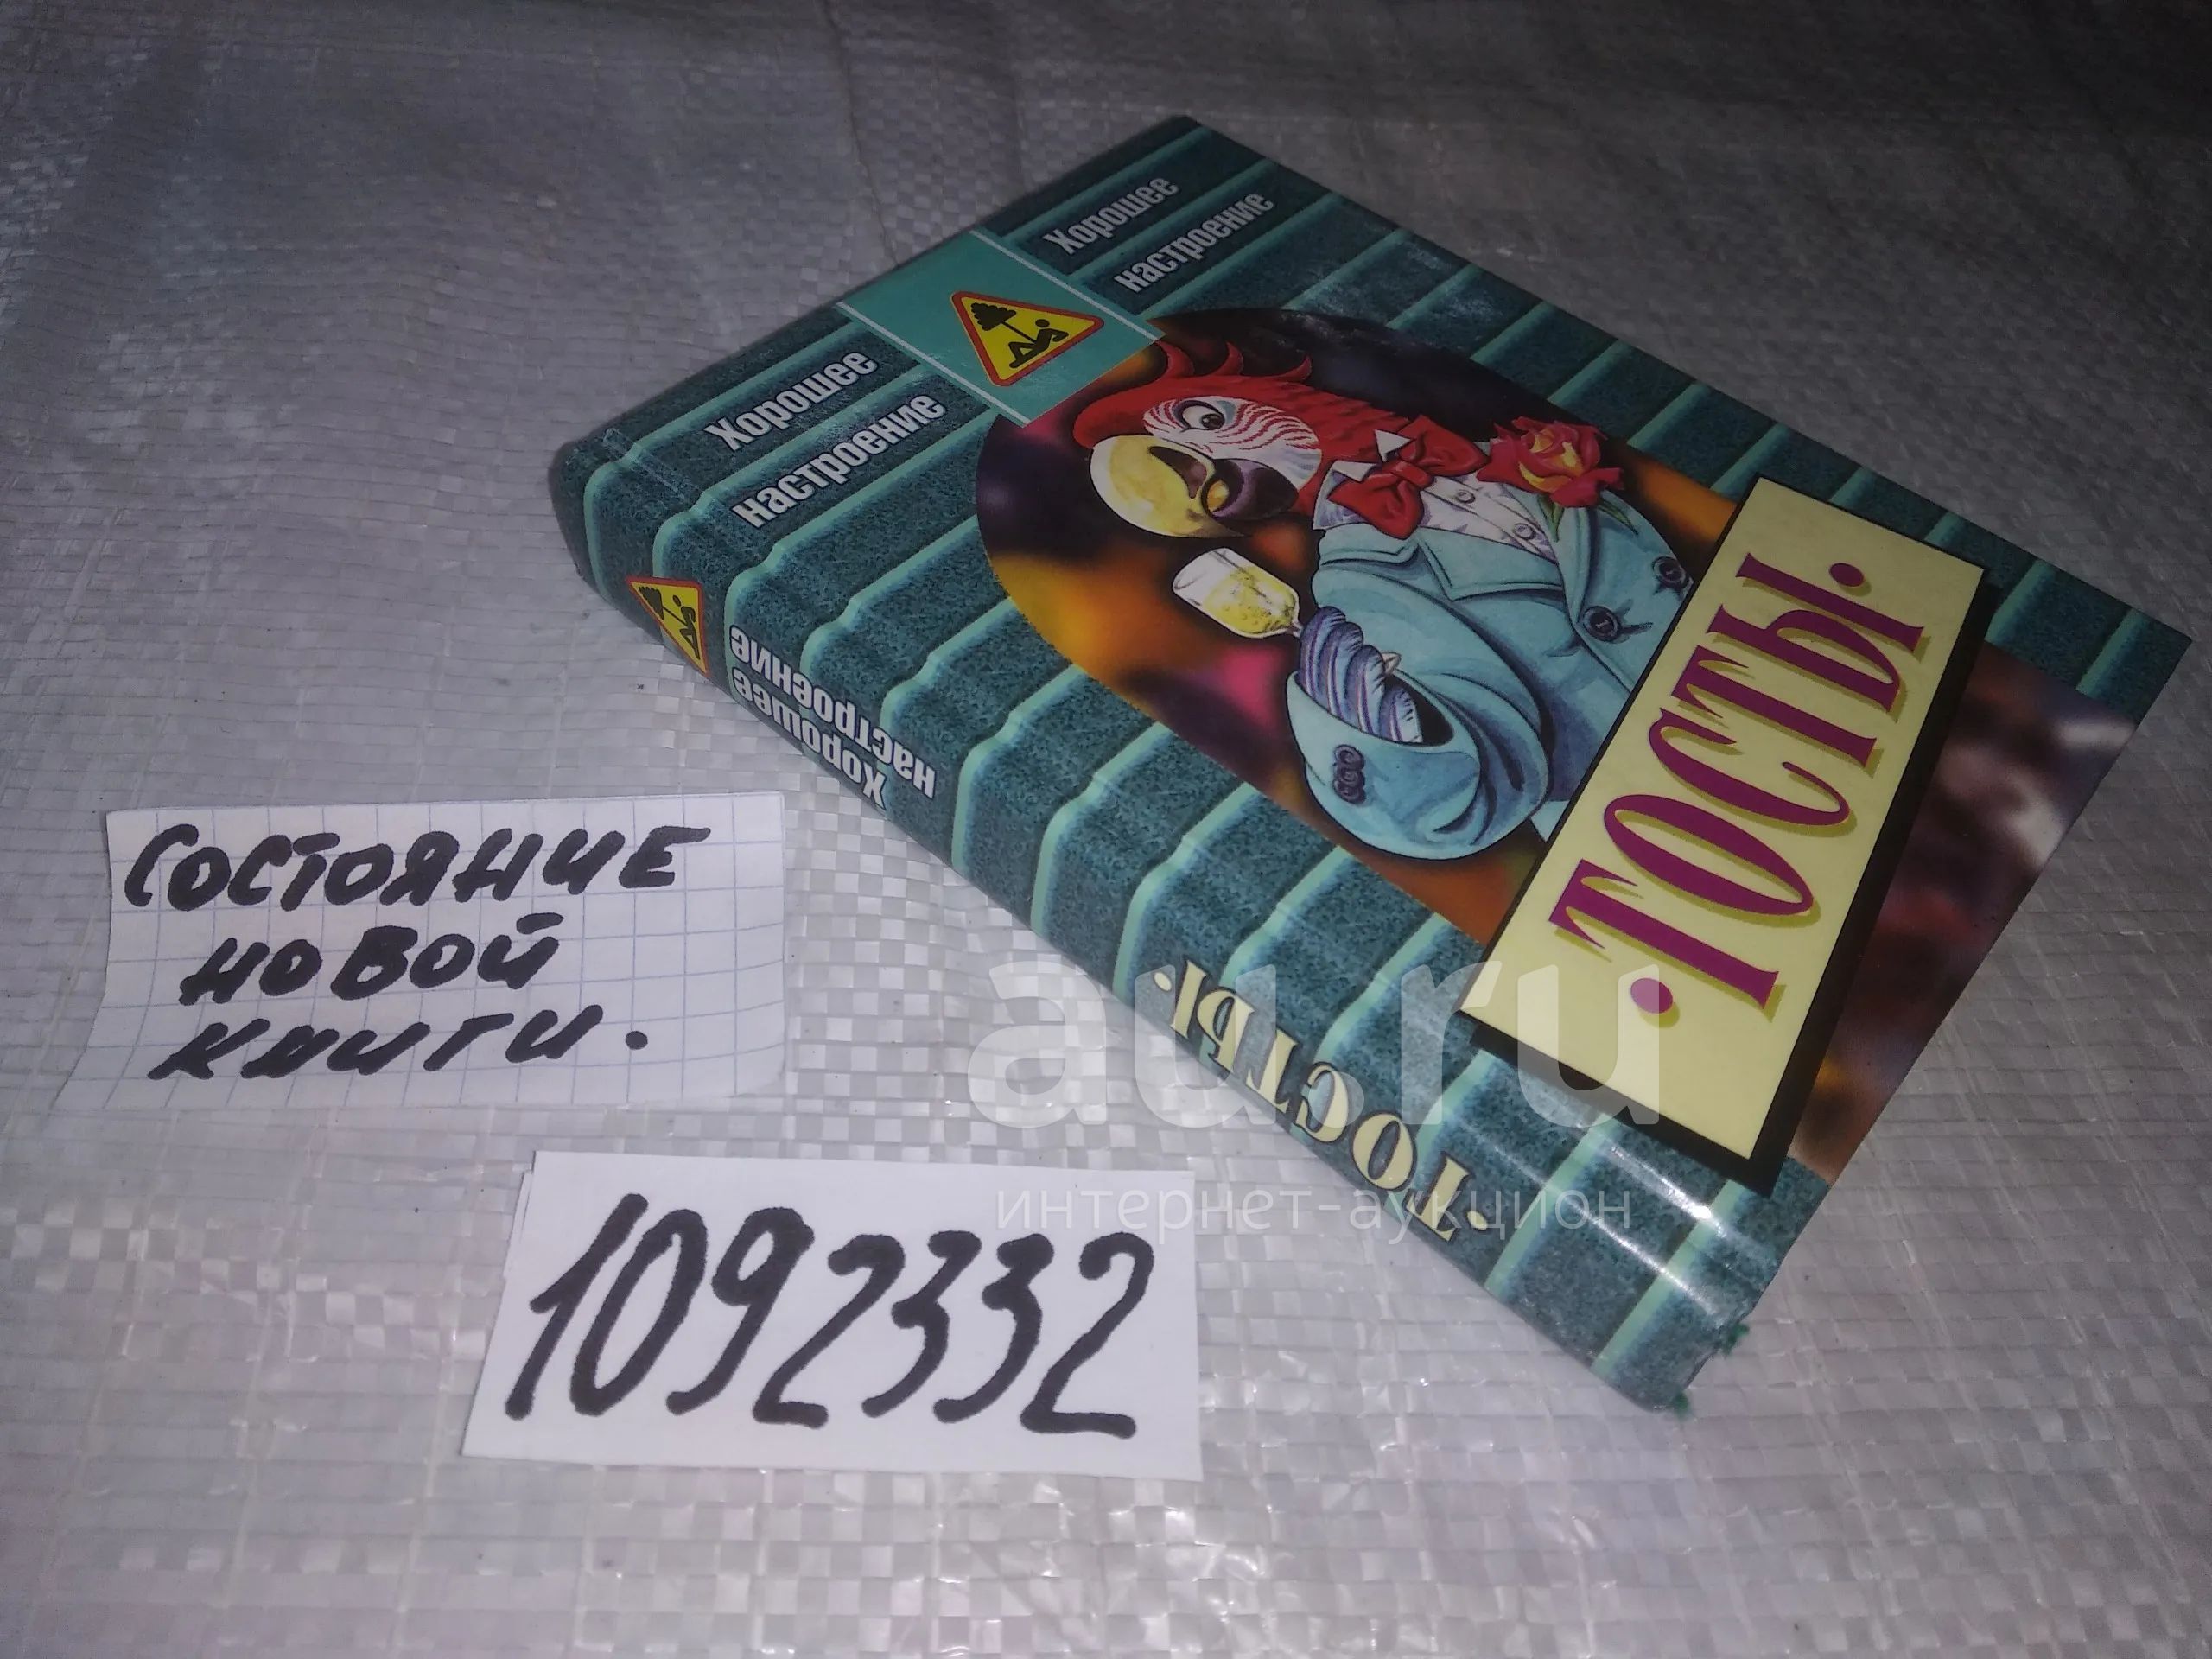 Хорошее
настроение
Хорошее
настроение
·ТОСТЫ·
Хорошее
настроение
·ТОСТЫ·
СОСТОЯНИЕ
НОВОЙ
КНИГИ.
1092332
au.ru
интернет-аукцион